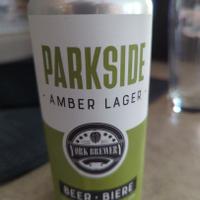 PARKSIDE
- AMBER LAGER -
BEER • BIERE